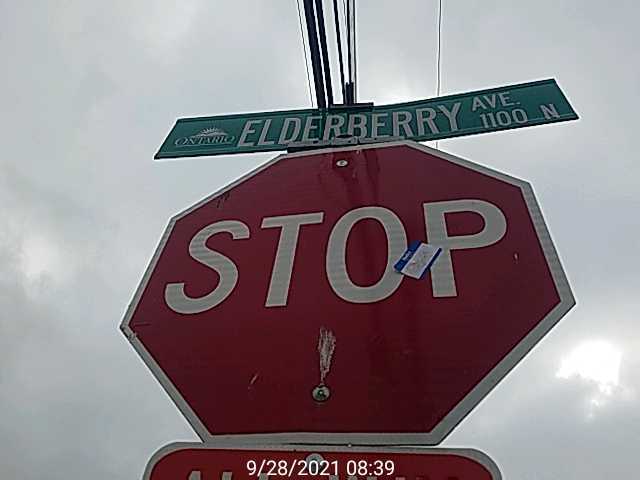 ONTARIO
ELDERBERRY AVE.
1100 N
STOP
9/28/2021 08:39